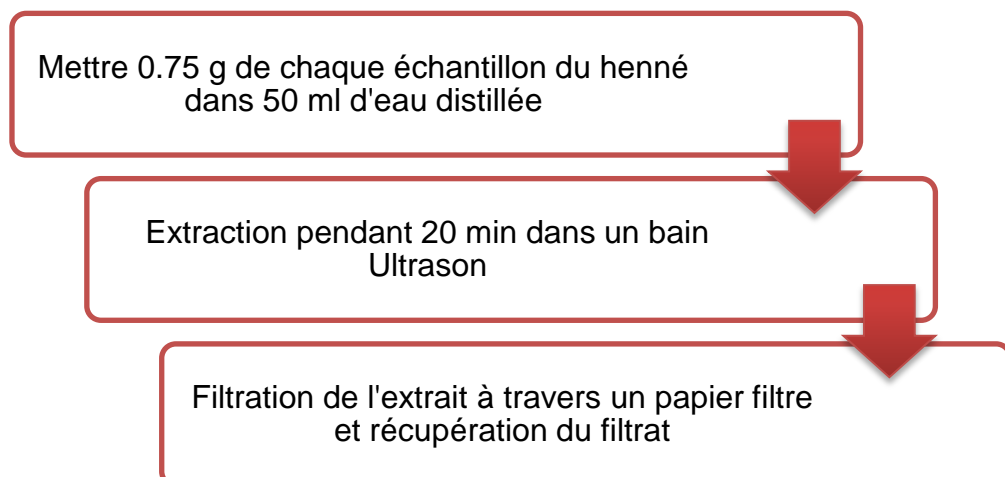 Mettre 0.75 g de chaque échantillon du henné
dans 50 ml d'eau distillée
Extraction pendant 20 min dans un bain
Ultrason
Filtration de l'extrait à travers un papier filtre
et récupération du filtrat